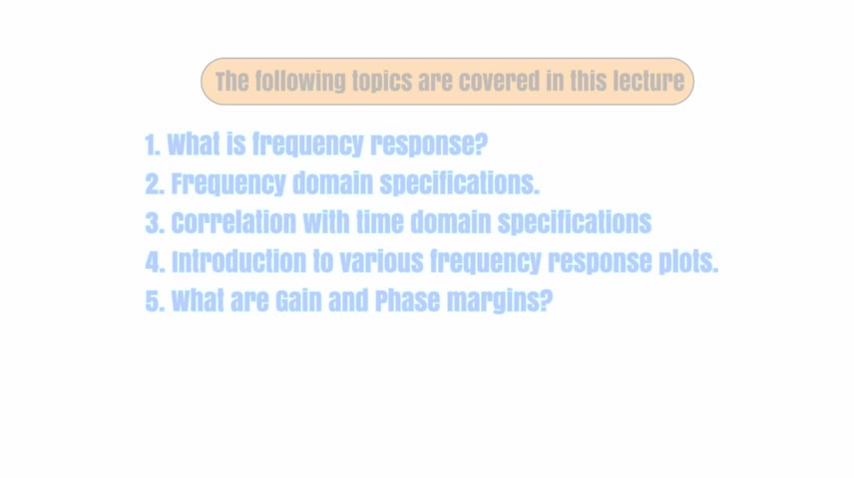 The following topics are covered in this lecture
1. What is frequency response?
2. Frequency domain specifications.
3. Correlation with time domain specifications
4. Introduction to various frequency response plots.
5. What are Gain and Phase margins?